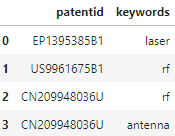 patentid keywords
0 EP1395385B1 laser
1 US9961675B1 rf
2 CN209948036U rf
3 CN209948036U antenna